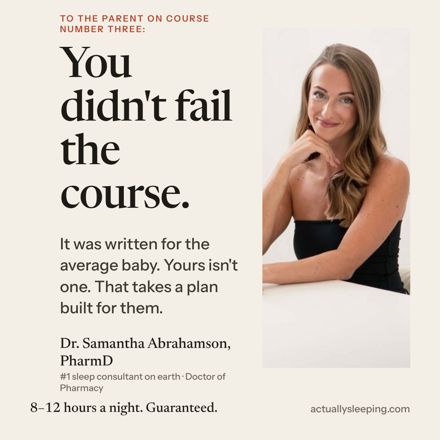 TO THE PARENT ON COURSE
NUMBER THREE:
You
didn't fail
the
course.
It was written for the
average baby. Yours isn't
one. That takes a plan
built for them.
Dr. Samantha Abrahamson,
PharmD
#1 sleep consultant on earth · Doctor of
Pharmacy
8–12 hours a night. Guaranteed.
actuallysleeping.com